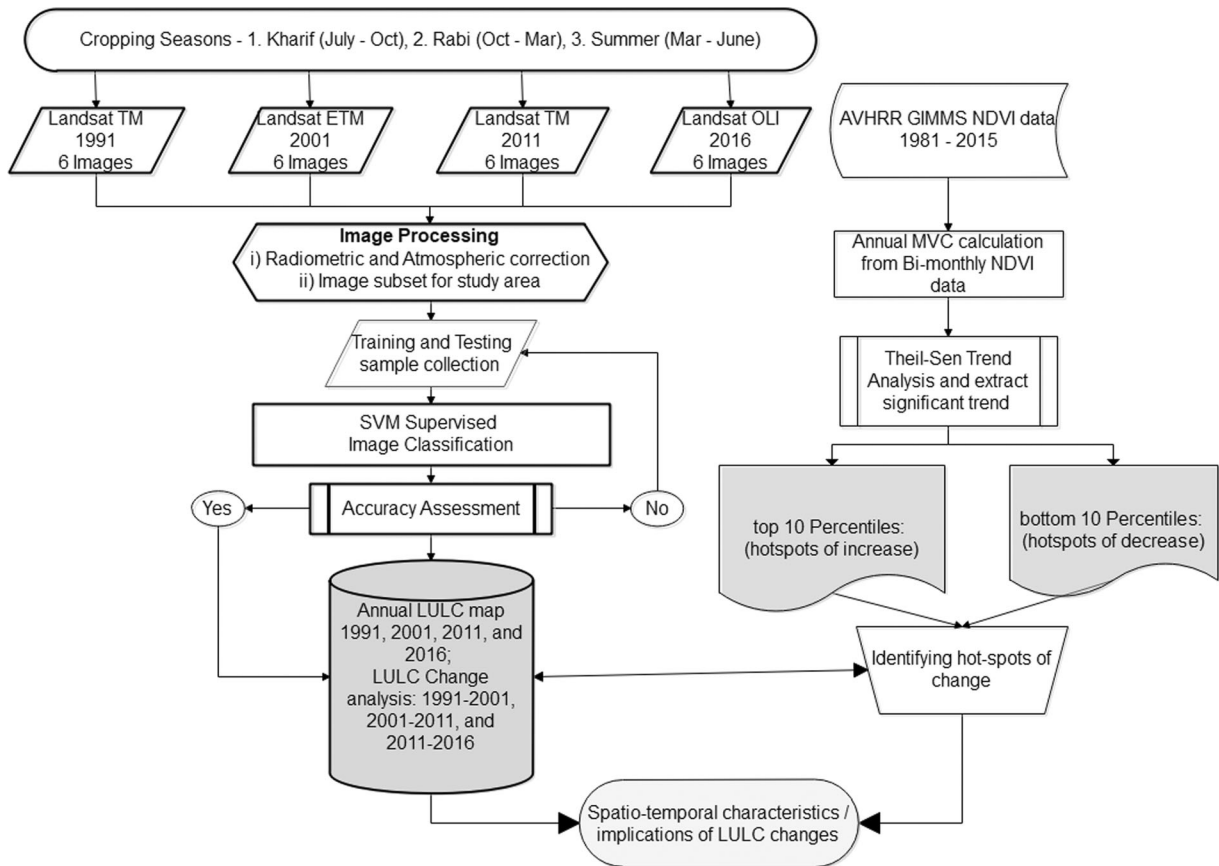 Cropping Seasons - 1. Kharif (July - Oct), 2. Rabi (Oct - Mar), 3. Summer (Mar - June)
Landsat TM
1991
6 Images
Landsat ETM
2001
6 Images
Landsat TM
2011
6 Images
Landsat OLI
2016
6 Images
AVHRR GIMMS NDVI data
1981 - 2015
Image Processing
i) Radiometric and Atmospheric correction
ii) Image subset for study area
Annual MVC calculation
from Bi-monthly NDVI
data
Training and Testing
sample collection
Theil-Sen Trend
Analysis and extract
significant trend
SVM Supervised
Image Classification
Yes
Accuracy Assessment
No
top 10 Percentiles:
(hotspots of increase)
bottom 10 Percentiles:
(hotspots of decrease)
Annual LULC map
1991, 2001, 2011, and
2016;
LULC Change
analysis: 1991-2001,
2001-2011, and
2011-2016
Identifying hot-spots of
change
Spatio-temporal characteristics /
implications of LULC changes